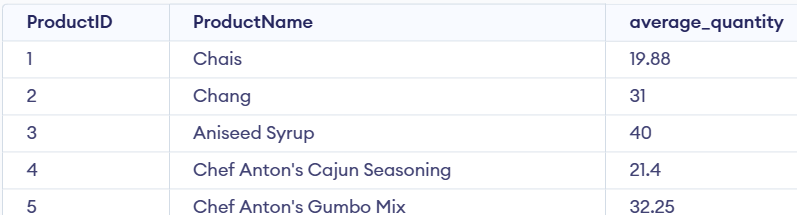 ProductID ProductName average_quantity
1 Chais 19.88
2 Chang 31
3 Aniseed Syrup 40
4 Chef Anton's Cajun Seasoning 21.4
5 Chef Anton's Gumbo Mix 32.25